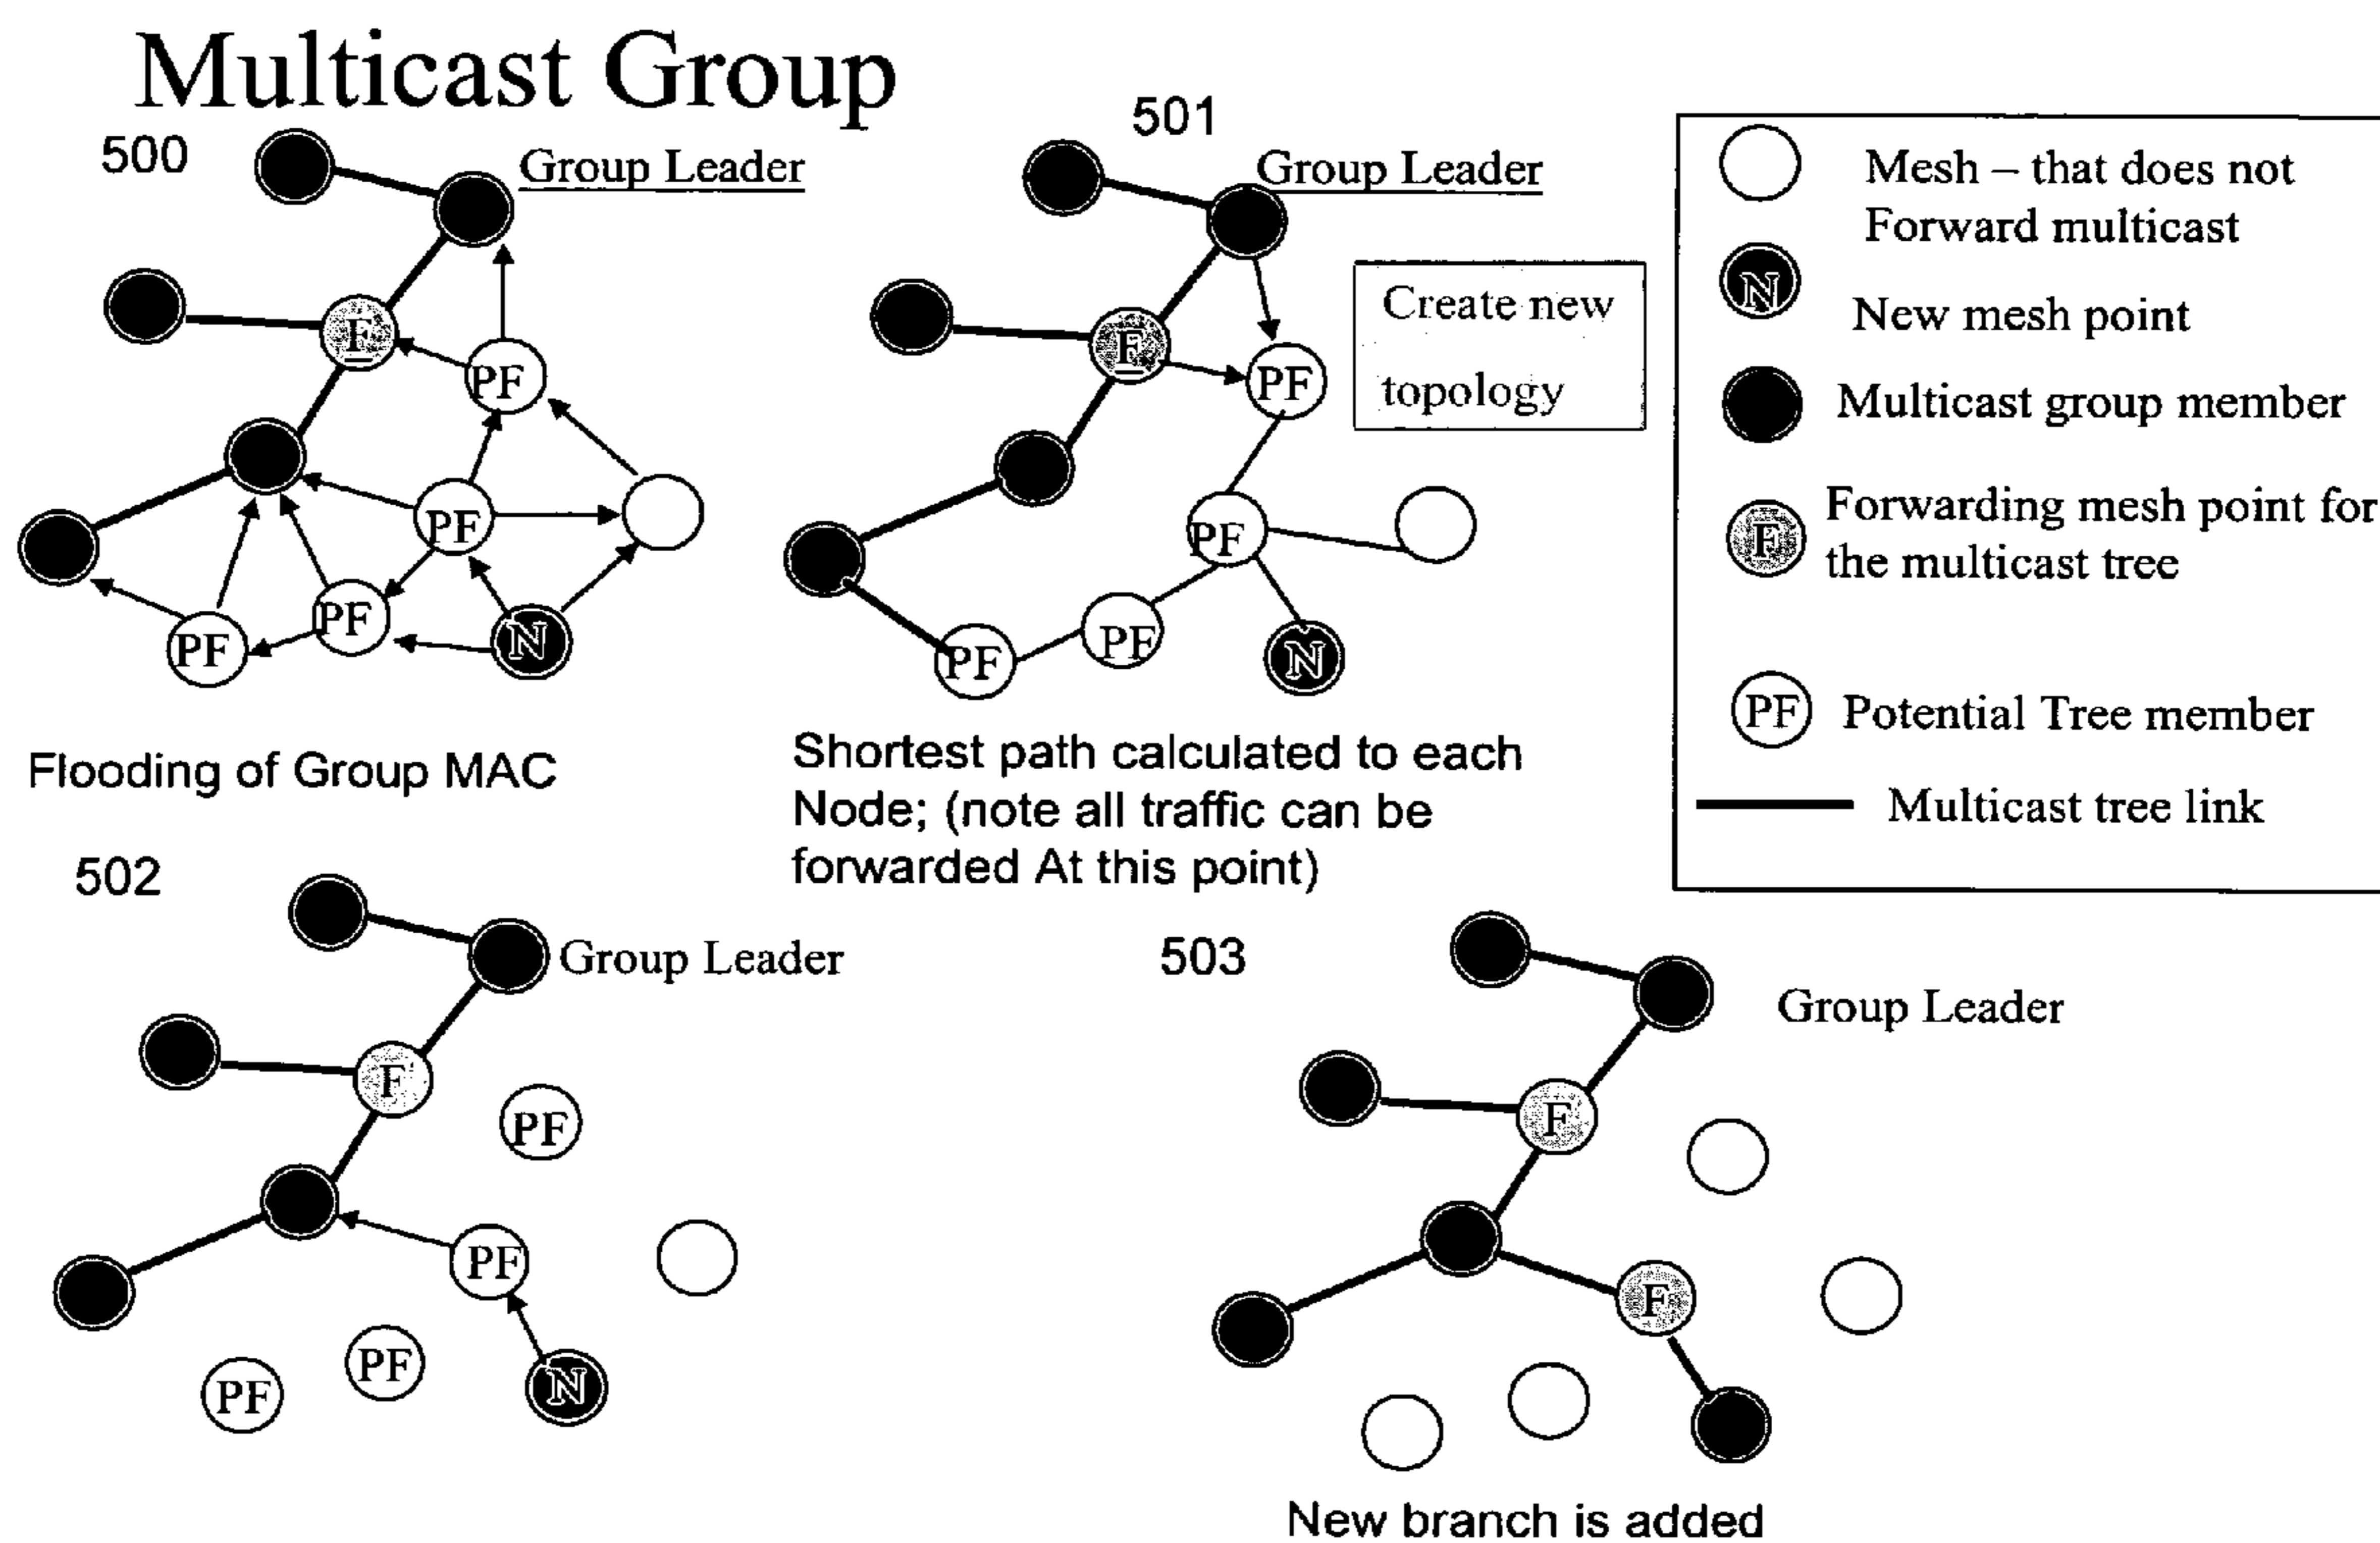 Multicast Group
500
Group Leader
F
PF
PF
PF
PF
N
Flooding of Group MAC
501
Group Leader
Create new
topology
F
PF
PF
PF
PF
N
Shortest path calculated to each
Node; (note all traffic can be
forwarded At this point)
Mesh – that does not
Forward multicast
N
New mesh point
Multicast group member
F
Forwarding mesh point for
the multicast tree
PF
Potential Tree member
Multicast tree link
502
Group Leader
F
PF
PF
PF
PF
N
503
Group Leader
F
F
New branch is added